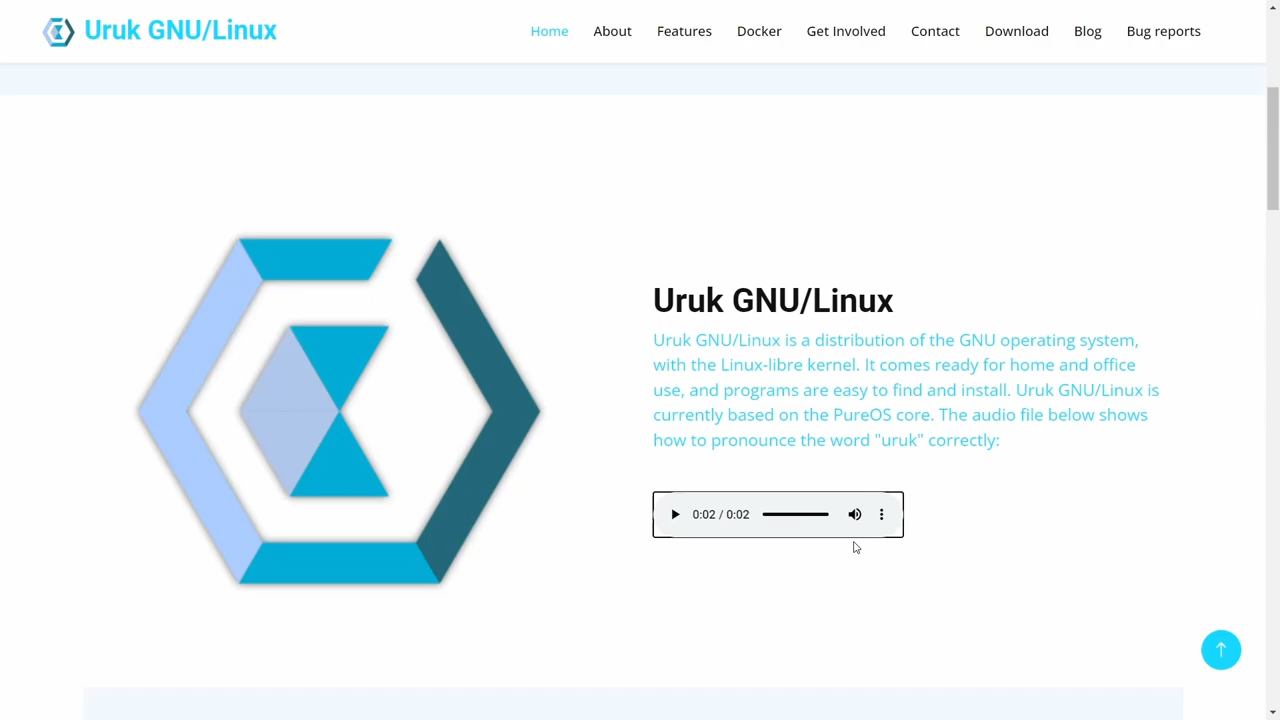 Uruk GNU/Linux
Home About Features Docker Get Involved Contact Download Blog Bug reports
Uruk GNU/Linux
Uruk GNU/Linux is a distribution of the GNU operating system,
with the Linux-libre kernel. It comes ready for home and office
use, and programs are easy to find and install. Uruk GNU/Linux is
currently based on the PureOS core. The audio file below shows
how to pronounce the word "uruk" correctly:
0:02 / 0:02